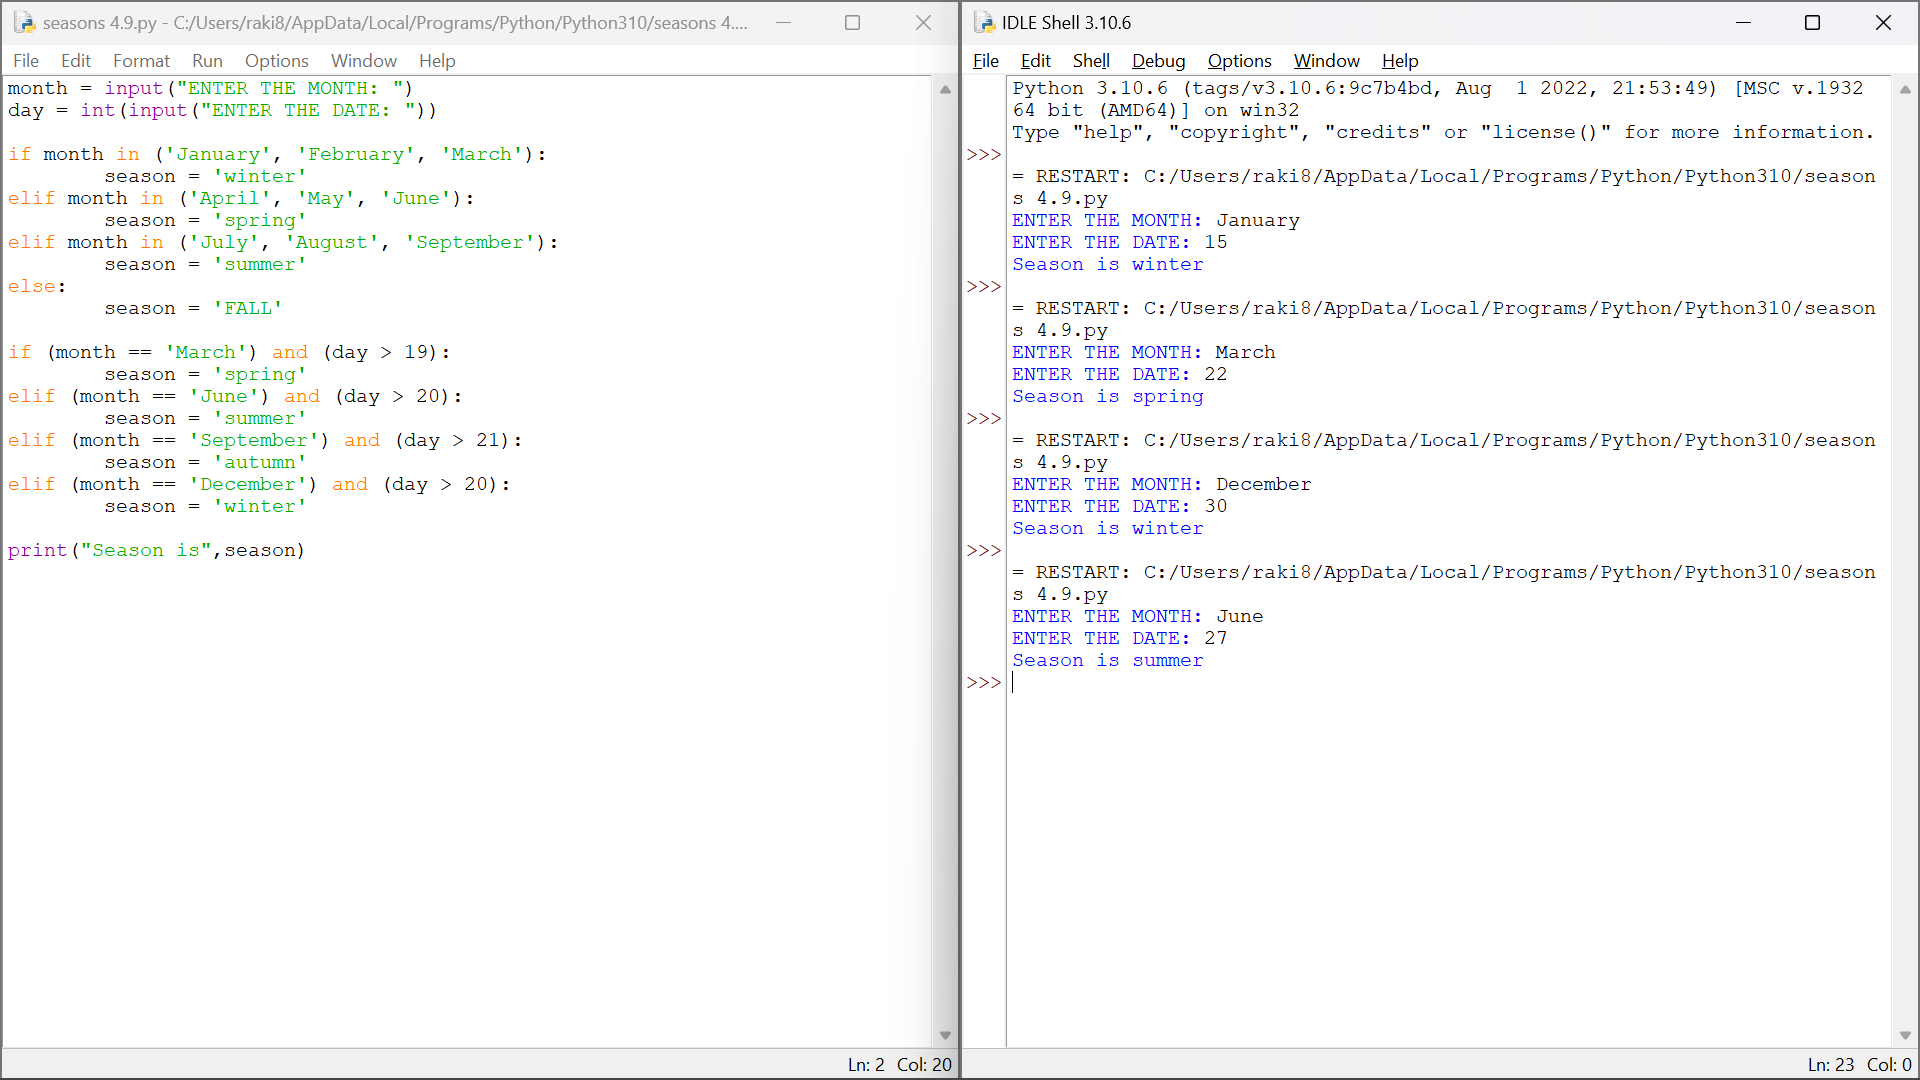 seasons 4.9.py - C:/Users/raki8/AppData/Local/Programs/Python/Python310/seasons 4....
File Edit Format Run Options Window Help
month = input("ENTER THE MONTH: ")
day = int(input("ENTER THE DATE: "))
if month in ('January', 'February', 'March'):
        season = 'winter'
elif month in ('April', 'May', 'June'):
        season = 'spring'
elif month in ('July', 'August', 'September'):
        season = 'summer'
else:
        season = 'FALL'
if (month == 'March') and (day > 19):
        season = 'spring'
elif (month == 'June') and (day > 20):
        season = 'summer'
elif (month == 'September') and (day > 21):
        season = 'autumn'
elif (month == 'December') and (day > 20):
        season = 'winter'
print("Season is",season)
Ln: 2 Col: 20
IDLE Shell 3.10.6
File Edit Shell Debug Options Window Help
Python 3.10.6 (tags/v3.10.6:9c7b4bd, Aug  1 2022, 21:53:49) [MSC v.1932
64 bit (AMD64)] on win32
Type "help", "copyright", "credits" or "license()" for more information.
>>>
= RESTART: C:/Users/raki8/AppData/Local/Programs/Python/Python310/season
s 4.9.py
ENTER THE MONTH: January
ENTER THE DATE: 15
Season is winter
>>>
= RESTART: C:/Users/raki8/AppData/Local/Programs/Python/Python310/season
s 4.9.py
ENTER THE MONTH: March
ENTER THE DATE: 22
Season is spring
>>>
= RESTART: C:/Users/raki8/AppData/Local/Programs/Python/Python310/season
s 4.9.py
ENTER THE MONTH: December
ENTER THE DATE: 30
Season is winter
>>>
= RESTART: C:/Users/raki8/AppData/Local/Programs/Python/Python310/season
s 4.9.py
ENTER THE MONTH: June
ENTER THE DATE: 27
Season is summer
>>>
Ln: 23 Col: 0